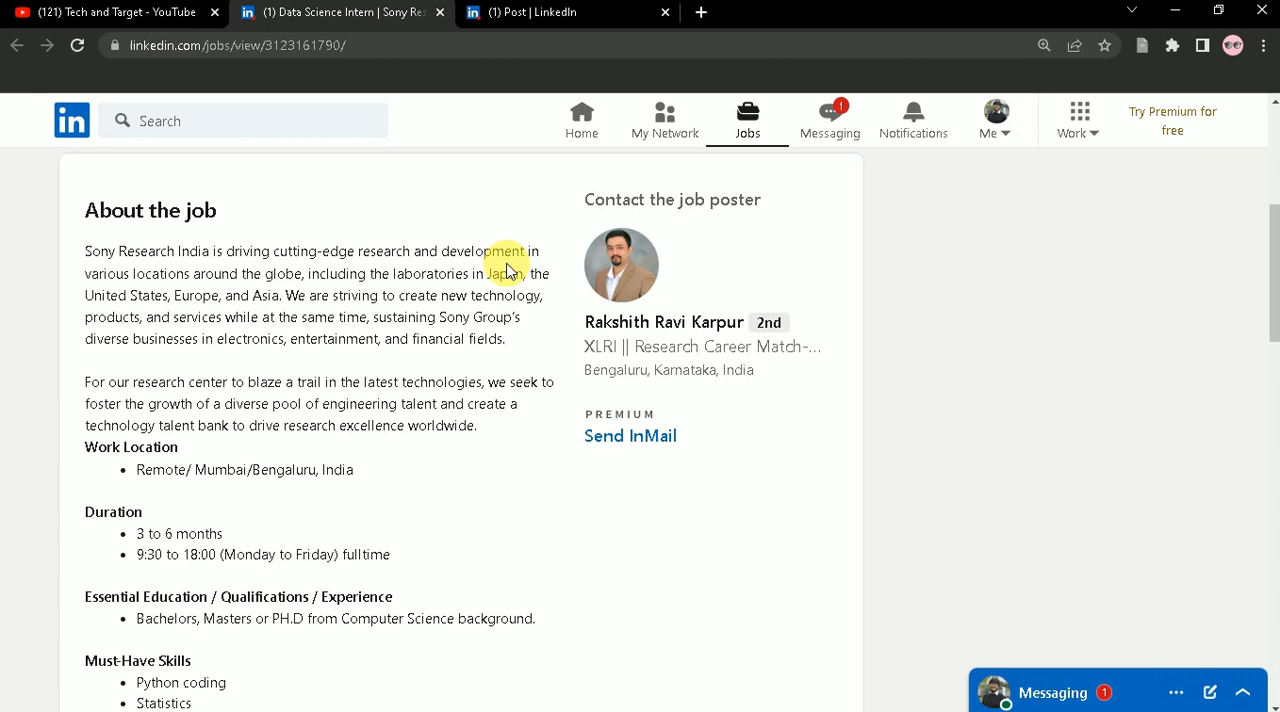 (121) Tech and Target - YouTube
(1) Data Science Intern | Sony Res
(1) Post | LinkedIn
linkedin.com/jobs/view/3123161790/
in
Search
Home
My Network
Jobs
1
Messaging
Notifications
Me
Work
Try Premium for
free
About the job
Sony Research India is driving cutting-edge research and development in
various locations around the globe, including the laboratories in Japan, the
United States, Europe, and Asia. We are striving to create new technology,
products, and services while at the same time, sustaining Sony Group's
diverse businesses in electronics, entertainment, and financial fields.
For our research center to blaze a trail in the latest technologies, we seek to
foster the growth of a diverse pool of engineering talent and create a
technology talent bank to drive research excellence worldwide.
Work Location
• Remote/ Mumbai/Bengaluru, India
Duration
• 3 to 6 months
• 9:30 to 18:00 (Monday to Friday) fulltime
Essential Education / Qualifications / Experience
• Bachelors, Masters or PH.D from Computer Science background.
Must-Have Skills
• Python coding
• Statistics
Contact the job poster
Rakshith Ravi Karpur 2nd
XLRI || Research Career Match-...
Bengaluru, Karnataka, India
PREMIUM
Send InMail
Messaging 1